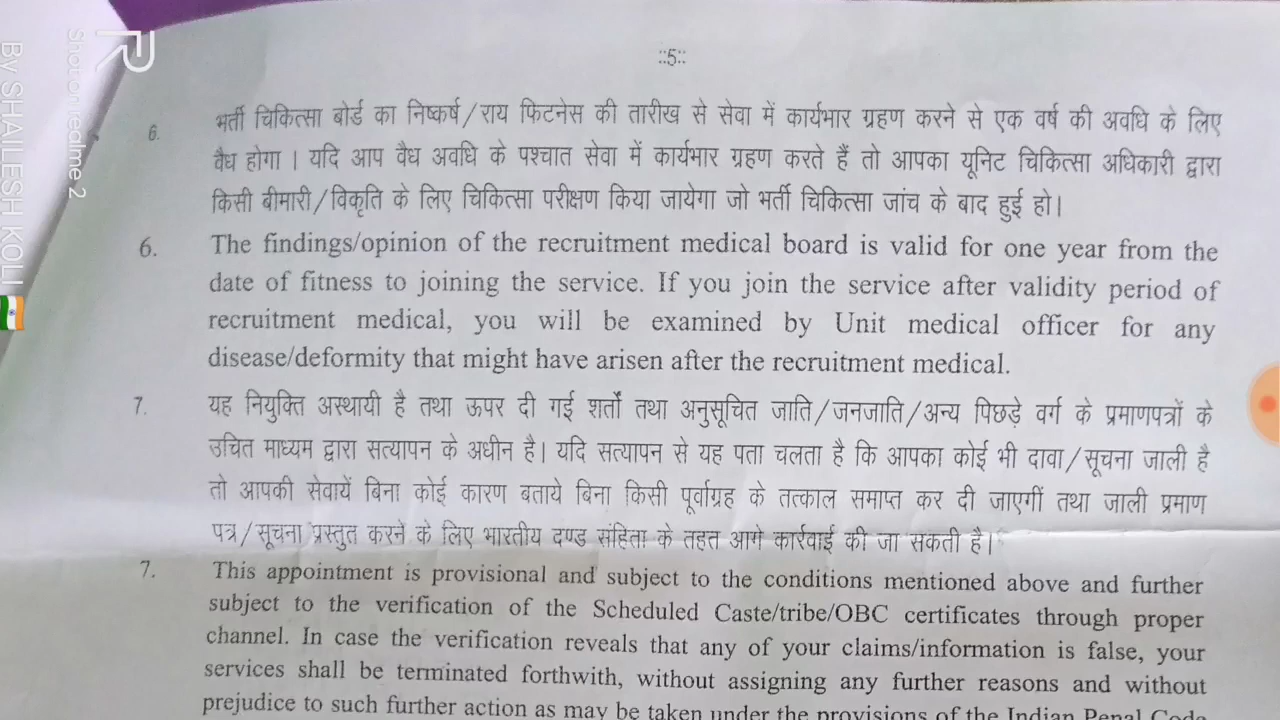 ::5::
6. भर्ती चिकित्सा बोर्ड का निष्कर्ष/राय फिटनेस की तारीख से सेवा में कार्यभार ग्रहण करने से एक वर्ष की अवधि के लिए
वैध होगा । यदि आप वैध अवधि के पश्चात सेवा में कार्यभार ग्रहण करते हैं तो आपका यूनिट चिकित्सा अधिकारी द्वारा
किसी बीमारी/विकृति के लिए चिकित्सा परीक्षण किया जायेगा जो भर्ती चिकित्सा जांच के बाद हुई हो।
6. The findings/opinion of the recruitment medical board is valid for one year from the
date of fitness to joining the service. If you join the service after validity period of
recruitment medical, you will be examined by Unit medical officer for any
disease/deformity that might have arisen after the recruitment medical.
7. यह नियुक्ति अस्थायी है तथा ऊपर दी गई शर्तों तथा अनुसूचित जाति/जनजाति/अन्य पिछड़े वर्ग के प्रमाणपत्रों के
उचित माध्यम द्वारा सत्यापन के अधीन है। यदि सत्यापन से यह पता चलता है कि आपका कोई भी दावा/सूचना जाली है
तो आपकी सेवायें बिना कोई कारण बताये बिना किसी पूर्वाग्रह के तत्काल समाप्त कर दी जाएगीं तथा जाली प्रमाण
पत्र/सूचना प्रस्तुत करने के लिए भारतीय दण्ड संहिता के तहत आगे कार्रवाई की जा सकती है।
7. This appointment is provisional and subject to the conditions mentioned above and further
subject to the verification of the Scheduled Caste/tribe/OBC certificates through proper
channel. In case the verification reveals that any of your claims/information is false, your
services shall be terminated forthwith, without assigning any further reasons and without
prejudice to such further action as may be taken under the provisions of the Indian Penal Code
R
Shot on realme 2
By SHAILESH KOLI